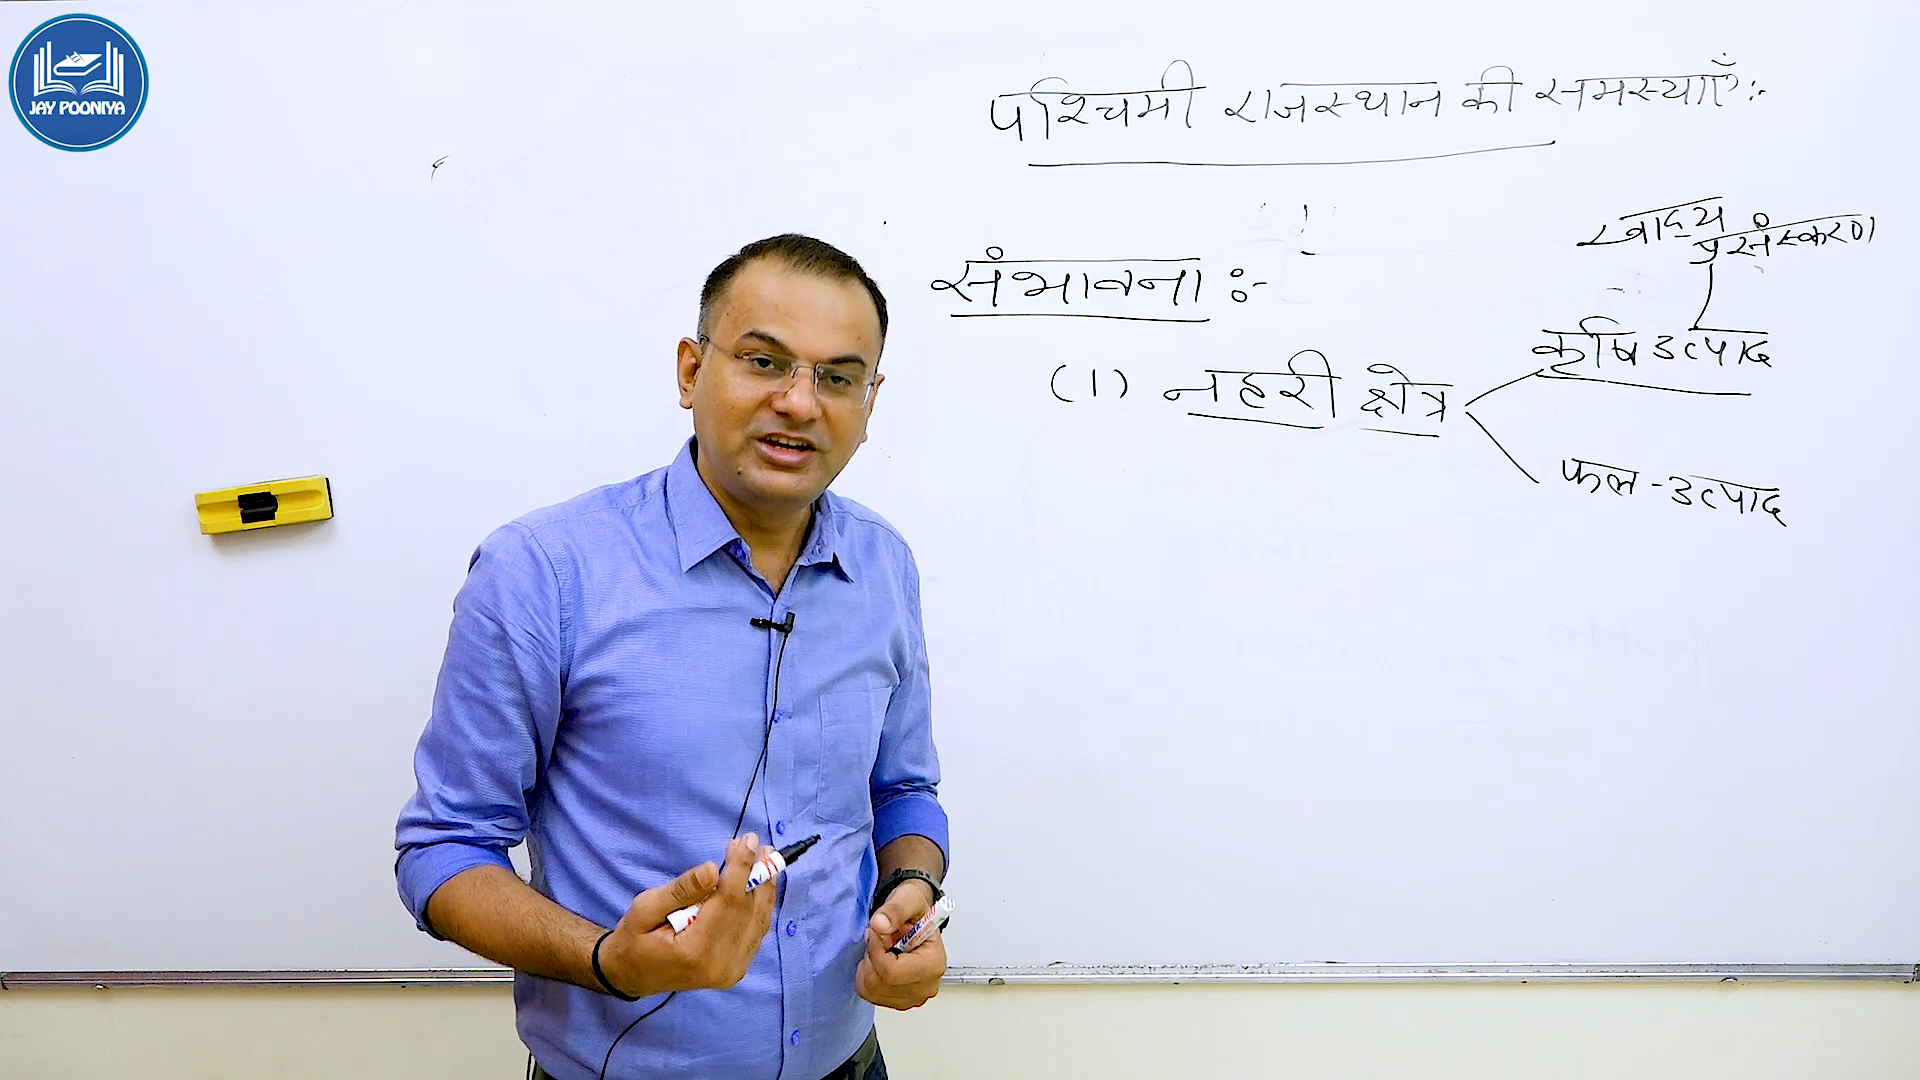 JAY POONIYA
पश्चिमी राजस्थान की समस्याएँ:-
खाद्य
प्रसंस्करण
संभावना :-
कृषि उत्पाद
(1) नहरी क्षेत्र
फल - उत्पाद